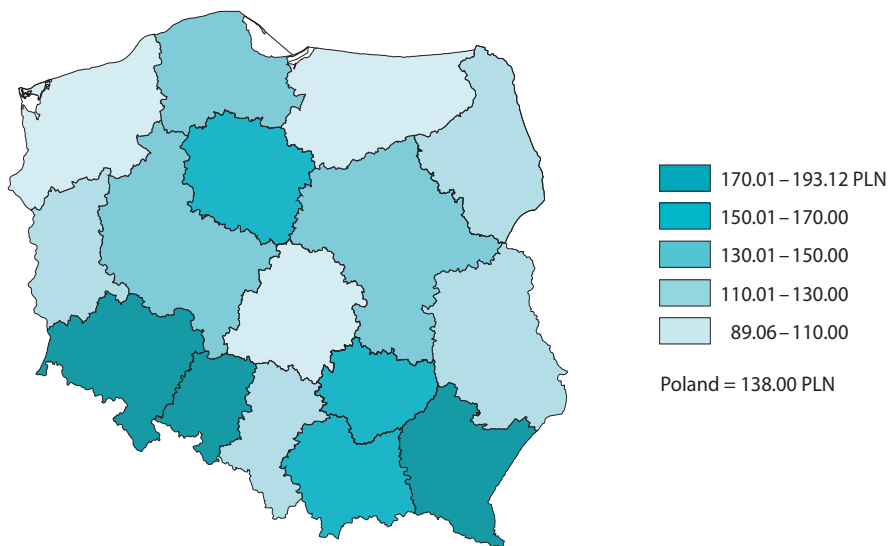 170.01 – 193.12 PLN
150.01 – 170.00
130.01 – 150.00
110.01 – 130.00
89.06 – 110.00
Poland = 138.00 PLN